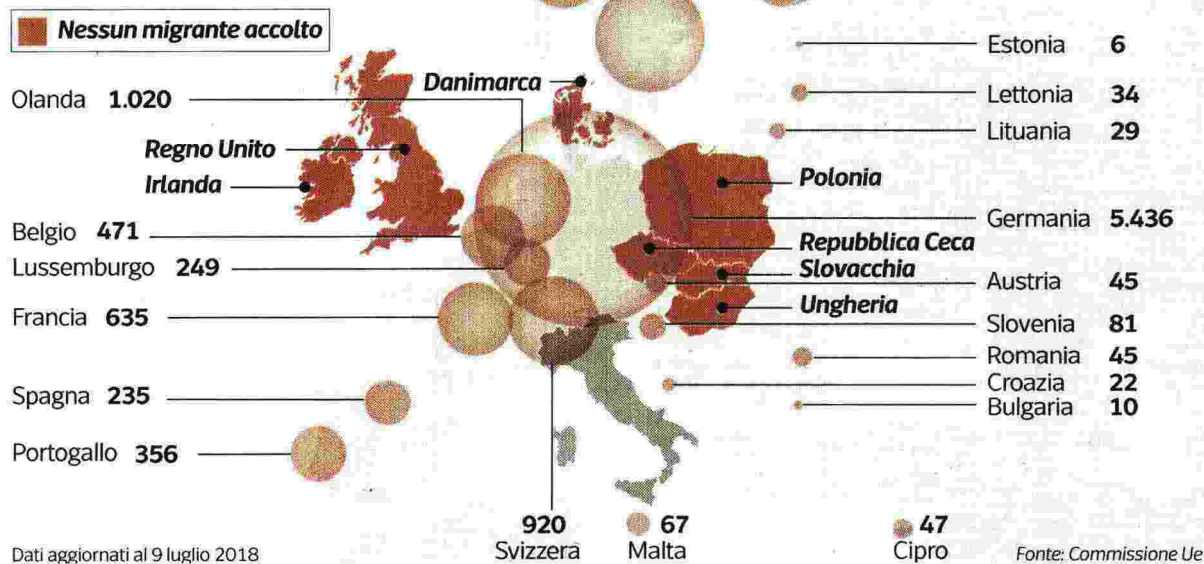 Nessun migrante accolto
Olanda 1.020
Danimarca
Regno Unito
Irlanda
Belgio 471
Lussemburgo 249
Francia 635
Spagna 235
Portogallo 356
Estonia 6
Lettonia 34
Lituania 29
Polonia
Germania 5.436
Repubblica Ceca
Slovacchia
Austria 45
Ungheria
Slovenia 81
Romania 45
Croazia 22
Bulgaria 10
920
Svizzera
67
Malta
47
Cipro
Dati aggiornati al 9 luglio 2018
Fonte: Commissione Ue